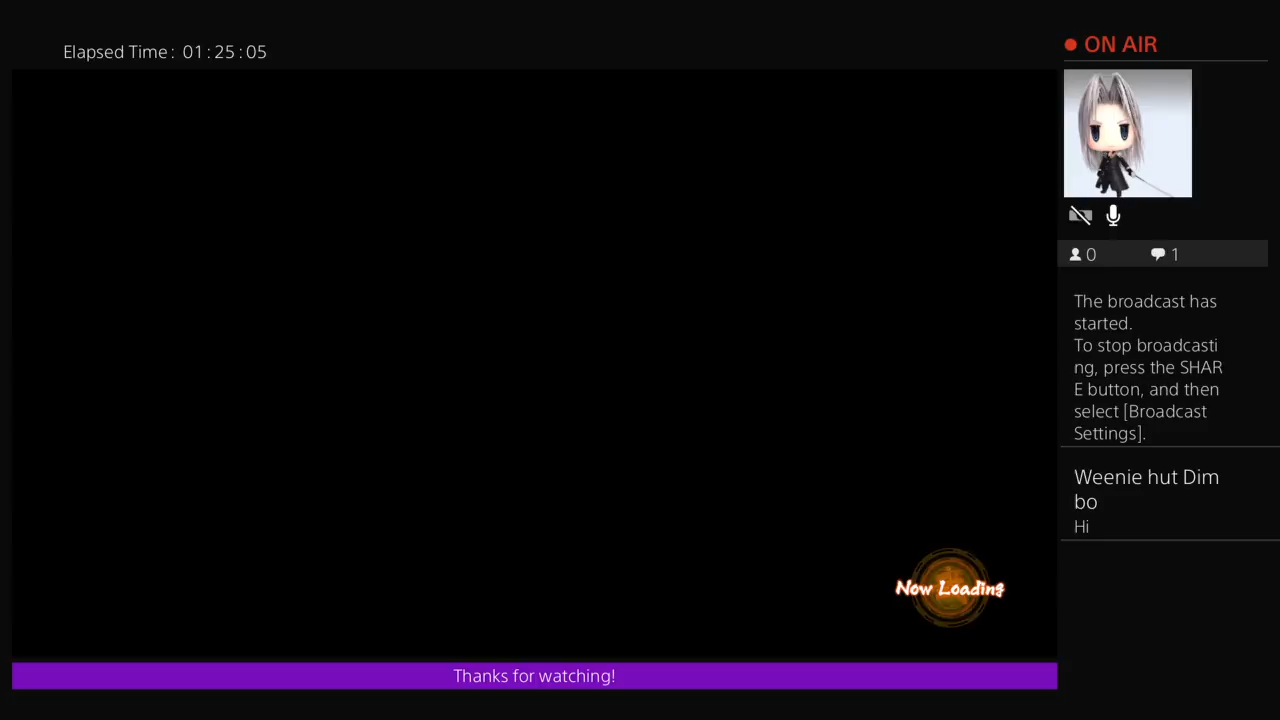 Elapsed Time: 01:25:05
ON AIR
0 1
The broadcast has
started.
To stop broadcasti
ng, press the SHAR
E button, and then
select [Broadcast
Settings].
Weenie hut Dim
bo
Hi
Now Loading
Thanks for watching!